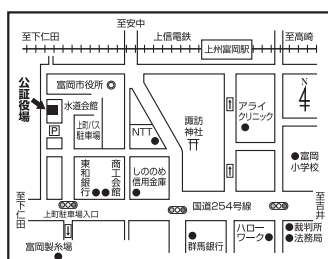 至安中
至下仁田
上信電鉄
至高崎
上州富岡駅
富岡市役所
公証役場
水道会館
P
上町バス
駐車場
NTT
諏訪
神社
アライ
クリニック
N
4
東和銀行
商工会館
しののめ
信用金庫
富岡
小学校
至下仁田
上町駐車場入口
国道254号線
至吉井
富岡製糸場
群馬銀行
ハロー
ワーク
裁判所
法務局